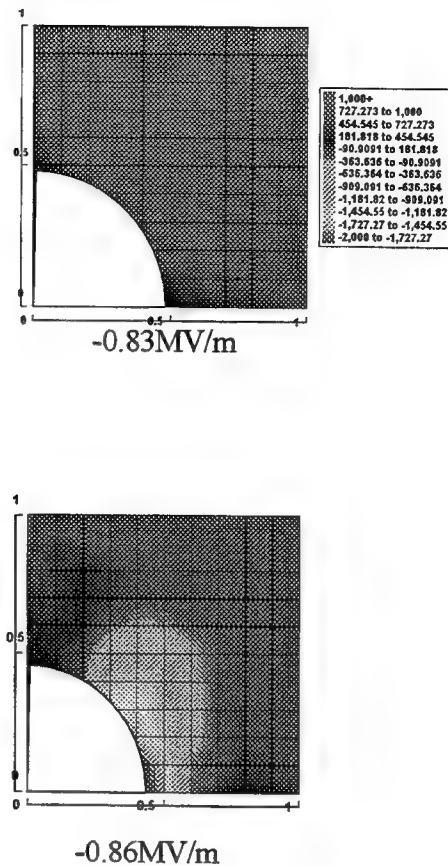 1
0.5
0
0
0.5
1
1,000+
727.273 to 1,000
454.545 to 727.273
181.818 to 454.545
-90.9091 to 181.818
-363.636 to -90.9091
-636.364 to -363.636
-909.091 to -636.364
-1,181.82 to -909.091
-1,454.55 to -1,181.82
-1,727.27 to -1,454.55
-2,000 to -1,727.27
-0.83MV/m
1
0.5
0
0
0.5
1
-0.86MV/m